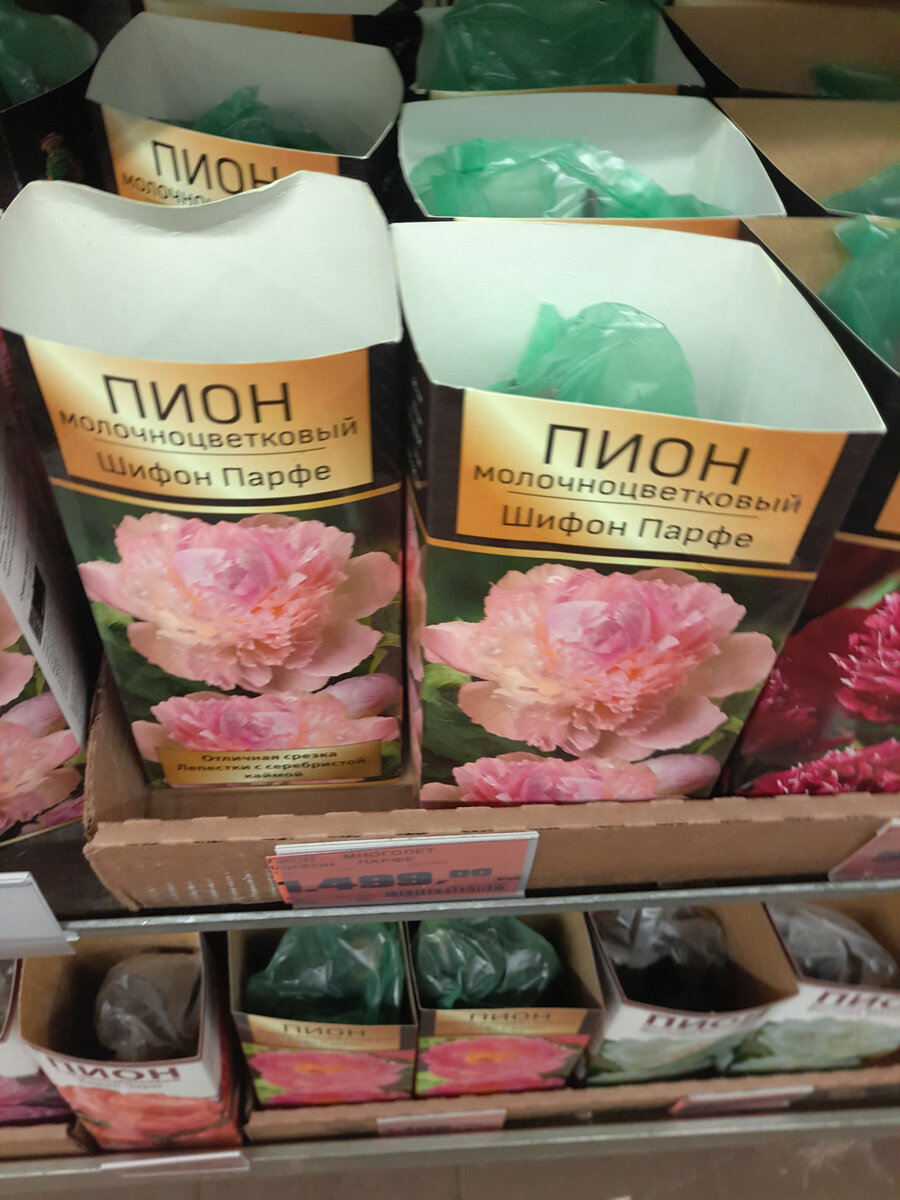 ПИОН
молочноцветковый
Шифон Парфе
ПИОН
молочноцветковый
Шифон Парфе
Отличная срезка
Лепестки с серебристой
каймой
ПИОН
МНОГОЛЕТ
ПАРФЕ
1.499,00
ПИОН
ПИОН
ПИОН
ПИОН